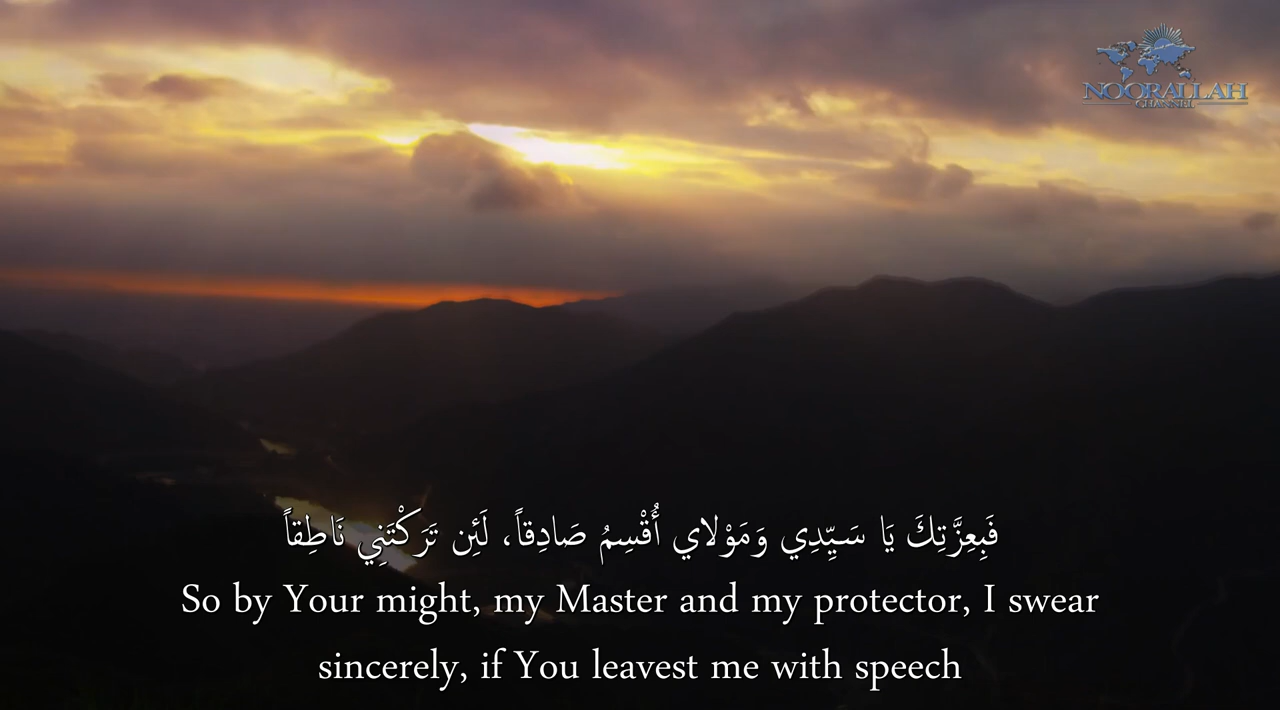 NOORALLAH
CHANNEL
فَبِعِزَّتِكَ يَا سَيِّدِي وَمَوْلاي أُقْسِمُ صَادِقاً، لَئِن تَرَكْتَنِي نَاطِقاً
So by Your might, my Master and my protector, I swear
sincerely, if You leavest me with speech